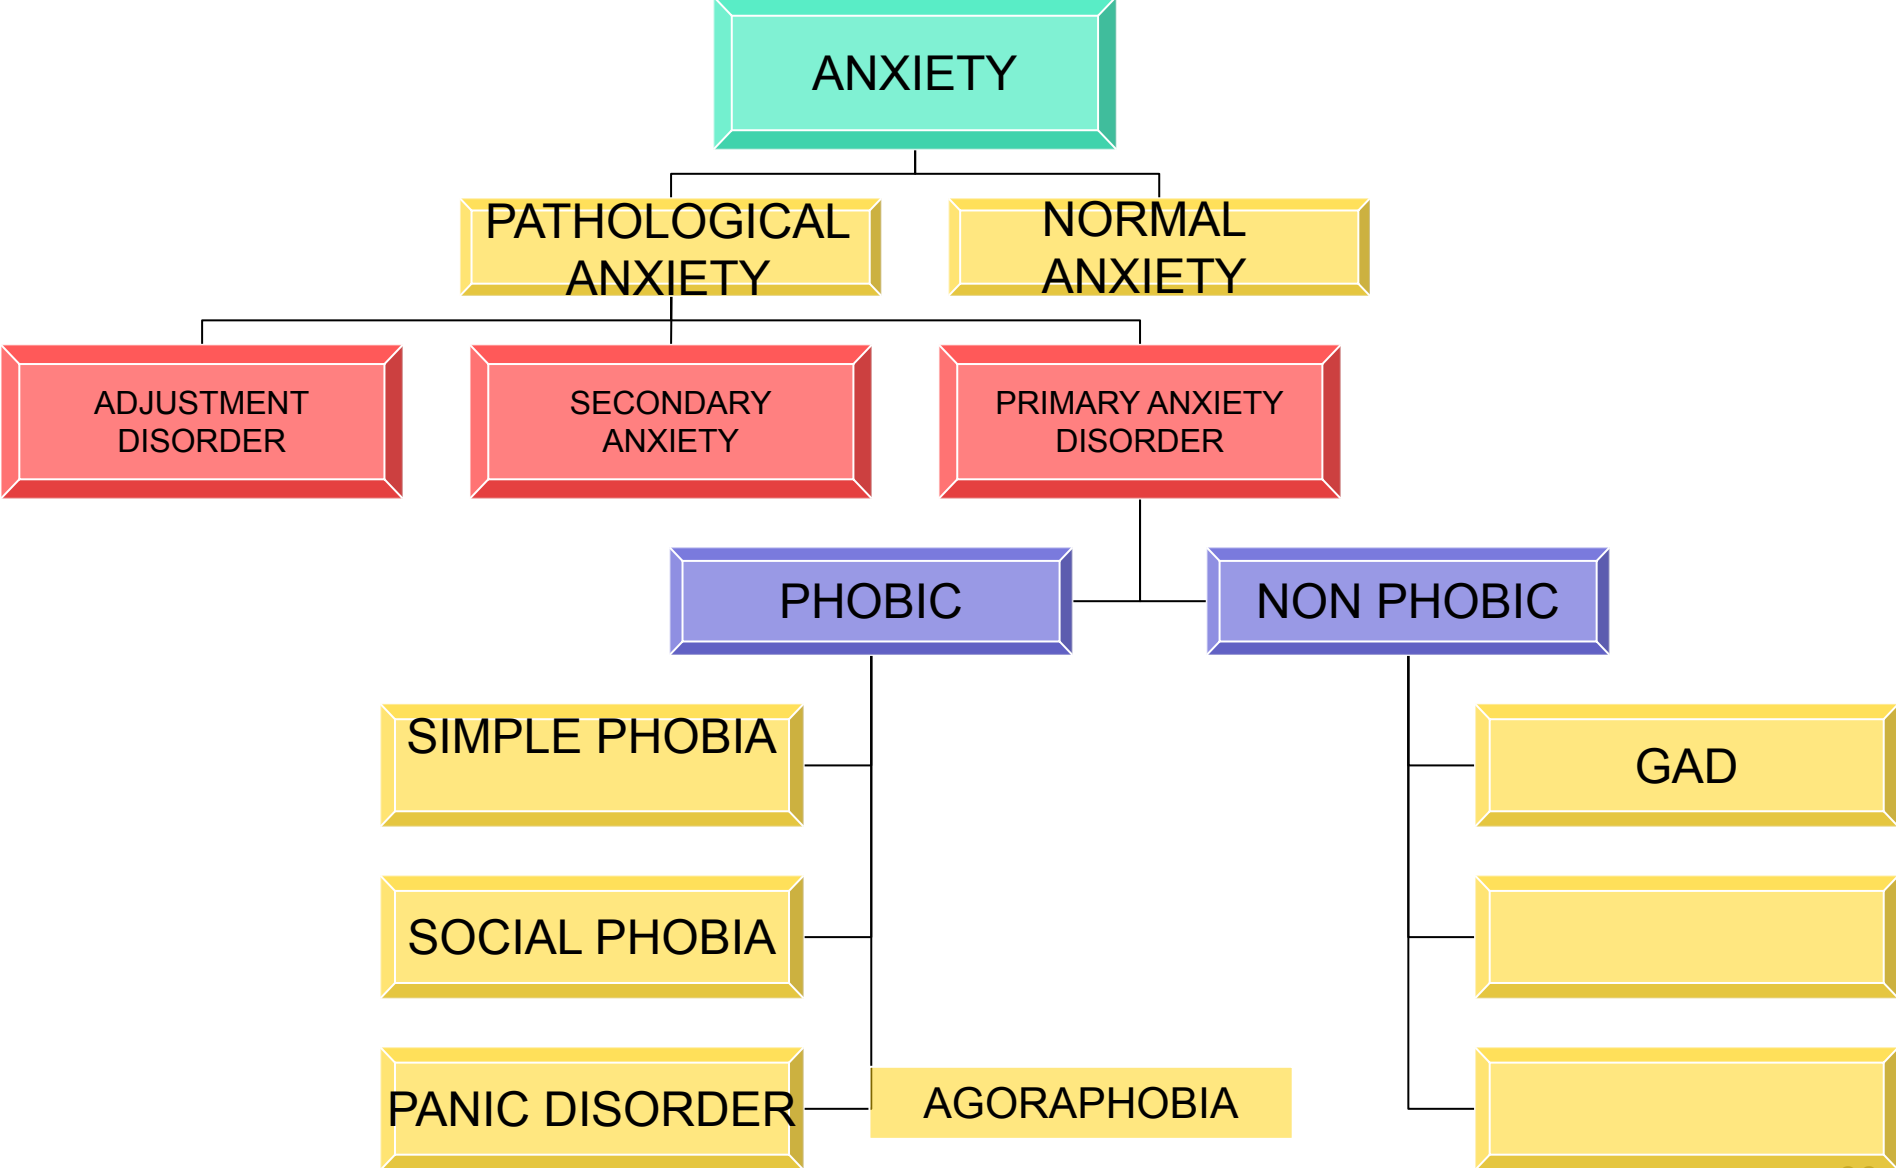 ANXIETY
PATHOLOGICAL
ANXIETY
NORMAL
ANXIETY
ADJUSTMENT
DISORDER
SECONDARY
ANXIETY
PRIMARY ANXIETY
DISORDER
PHOBIC
NON PHOBIC
SIMPLE PHOBIA
GAD
SOCIAL PHOBIA
PANIC DISORDER
AGORAPHOBIA